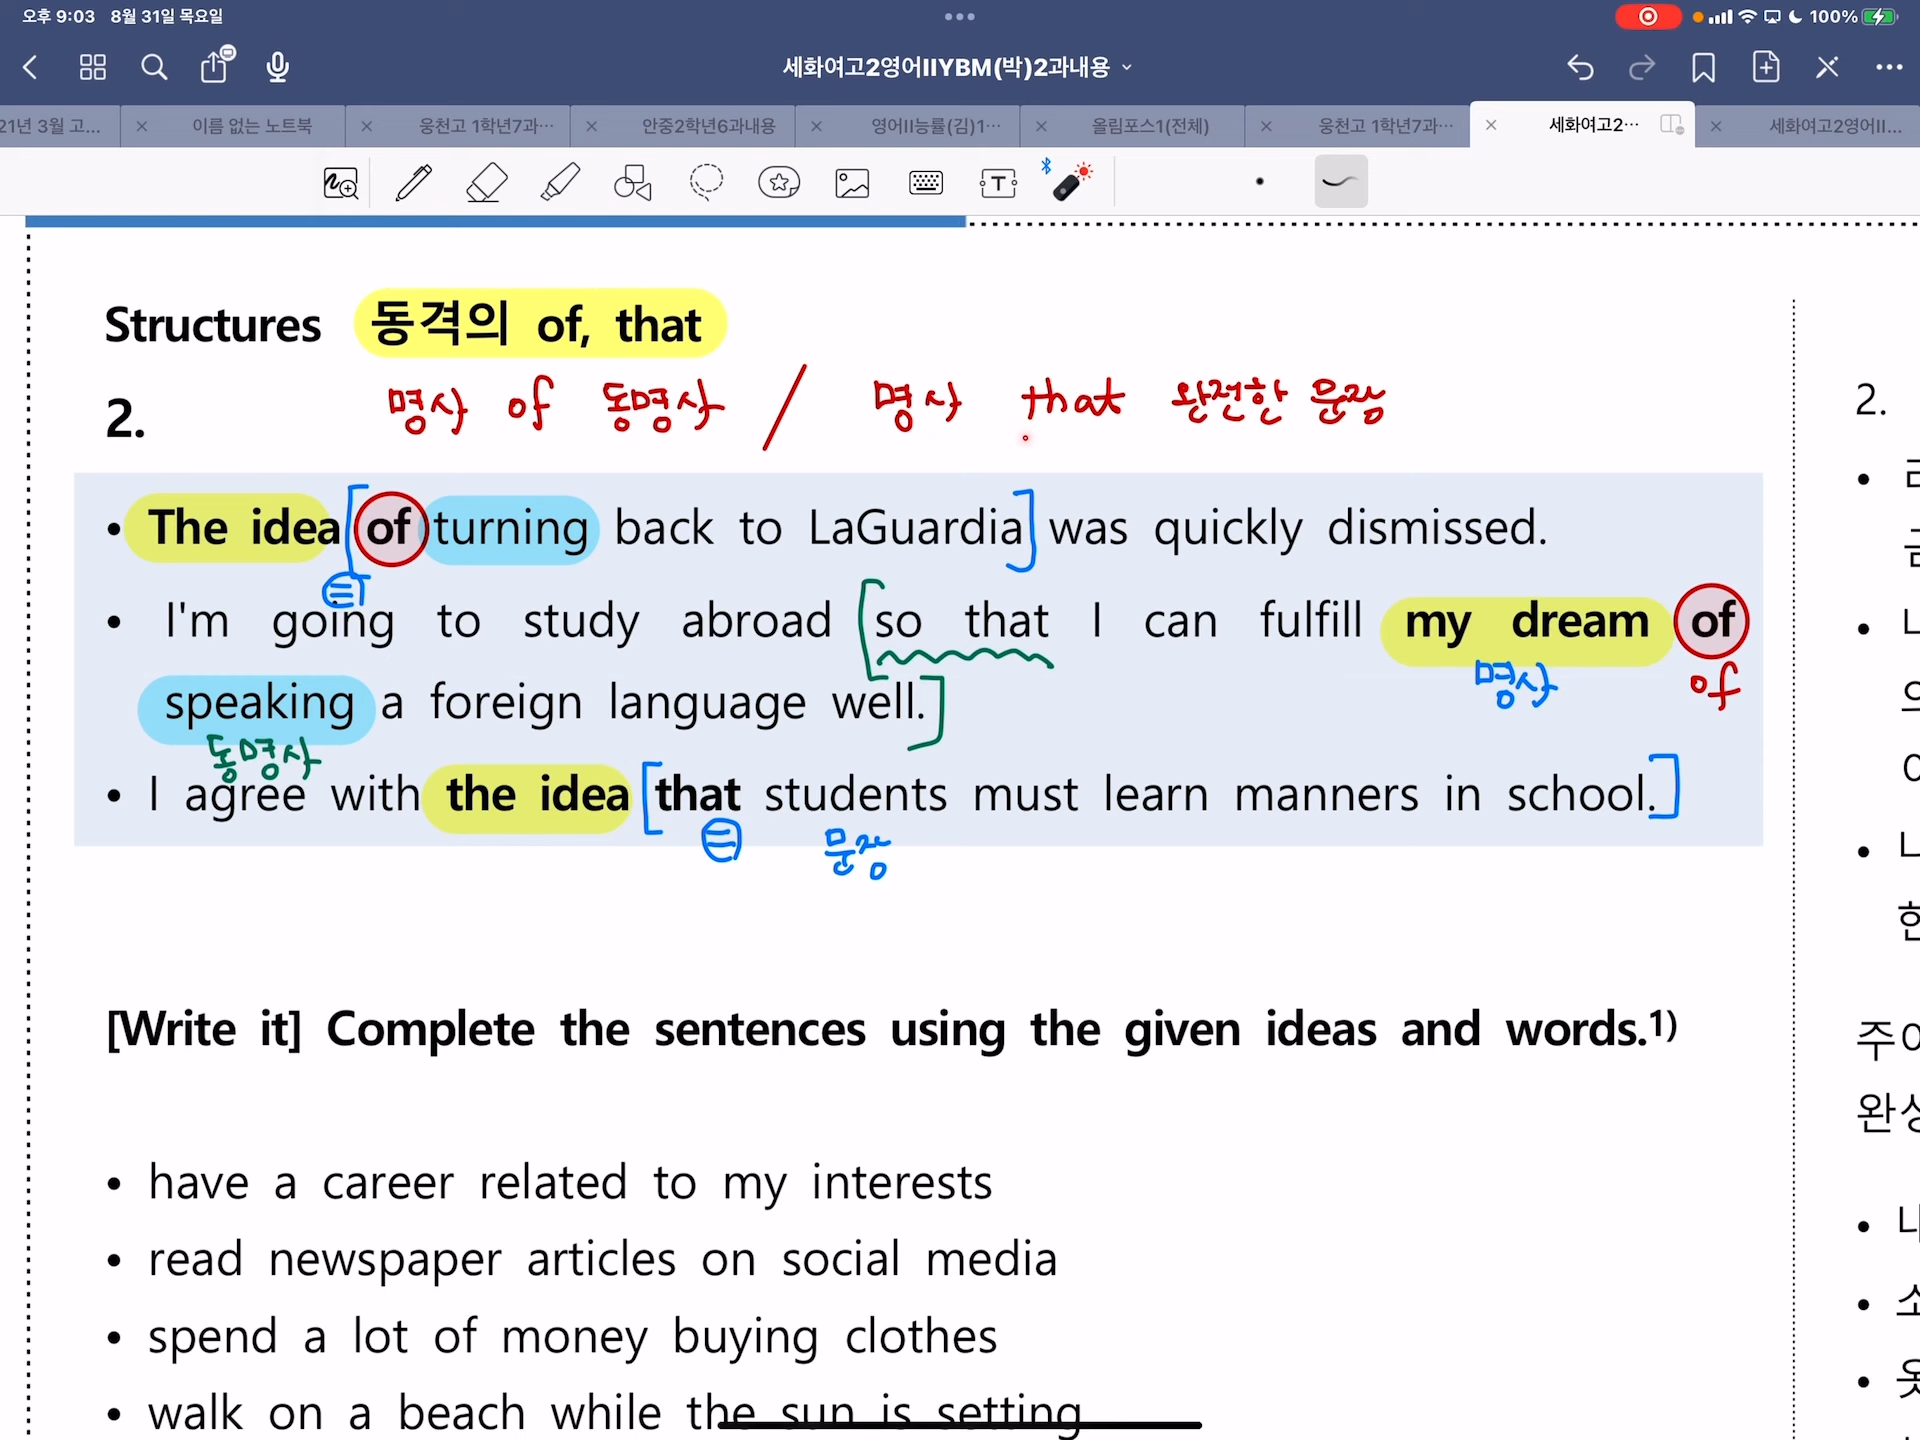 오후 9:03 8월 31일 목요일
100%
세화여고2영어IIYBM(박)2과내용
21년 3월 고... 이름 없는 노트북 웅천고 1학년7과... 안중2학년6과내용 영어II능률(김)1... 올림포스1(전체) 웅천고 1학년7과... 세화여고2... 세화여고2영어II...
Structures 동격의 of, that
명사 of 동명사 / 명사 that 완전한 문장
2.
• The idea [of turning back to LaGuardia] was quickly dismissed.
• I'm going to study abroad [so that I can fulfill my dream of
명사 of
speaking a foreign language well.]
동명사
• I agree with the idea [that students must learn manners in school.]
문장
[Write it] Complete the sentences using the given ideas and words.1)
• have a career related to my interests
• read newspaper articles on social media
• spend a lot of money buying clothes
• walk on a beach while the sun is setting
2.
주어